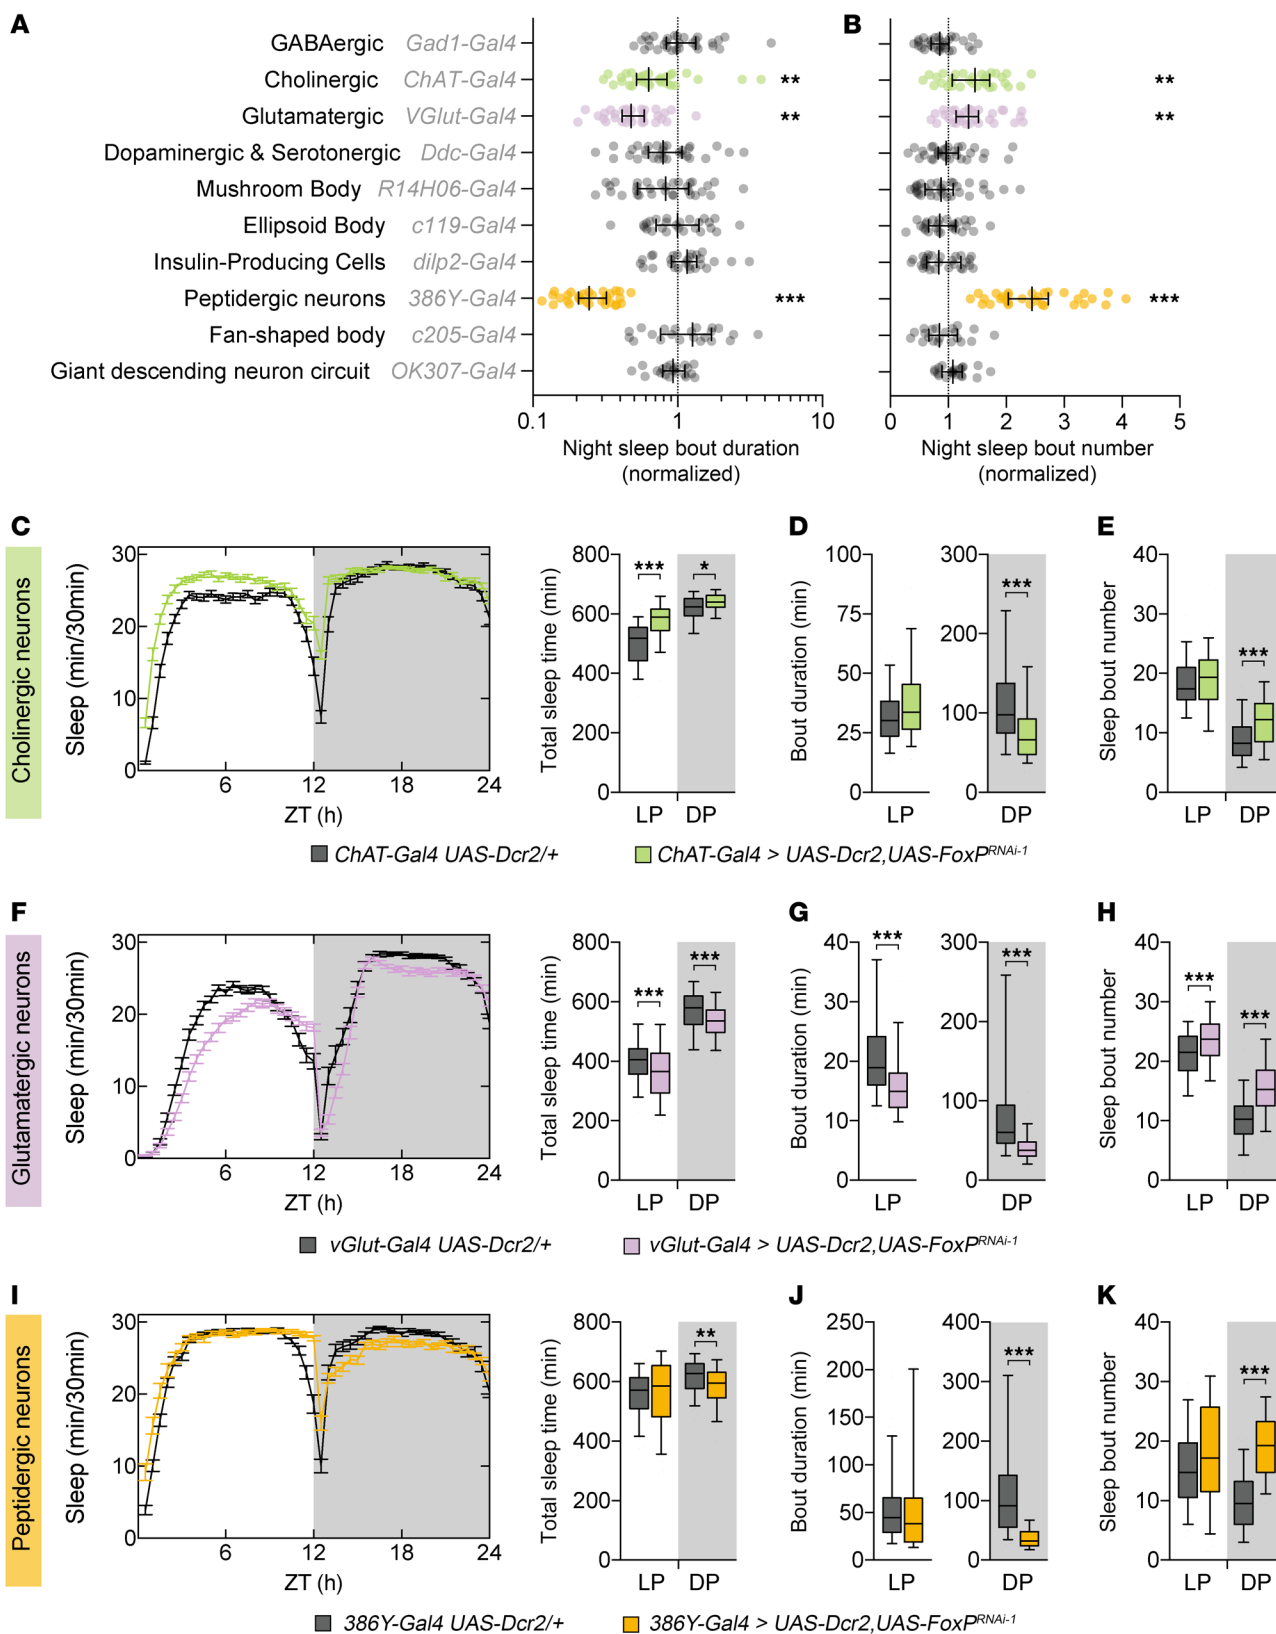 A
B
GABAergic Gad1-Gal4
Cholinergic ChAT-Gal4 ** **
Glutamatergic VGlut-Gal4 ** **
Dopaminergic & Serotonergic Ddc-Gal4
Mushroom Body R14H06-Gal4
Ellipsoid Body c119-Gal4
Insulin-Producing Cells dilp2-Gal4
Peptidergic neurons 386Y-Gal4 *** ***
Fan-shaped body c205-Gal4
Giant descending neuron circuit OK307-Gal4
0.1 1 10
Night sleep bout duration
(normalized)
0 1 2 3 4 5
Night sleep bout number
(normalized)
Cholinergic neurons
C
Sleep (min/30min)
30
20
10
0
6 12 18 24
ZT (h)
Total sleep time (min)
800
600
400
200
0
*** *
LP DP
D
Bout duration (min)
100
75
50
25
0
LP
300
200
100
0
***
DP
E
Sleep bout number
40
30
20
10
0
***
LP DP
ChAT-Gal4 UAS-Dcr2/+
ChAT-Gal4 > UAS-Dcr2,UAS-FoxP RNAi-1
Glutamatergic neurons
F
Sleep (min/30min)
30
20
10
0
6 12 18 24
ZT (h)
Total sleep time (min)
800
600
400
200
0
*** ***
LP DP
G
Bout duration (min)
40
30
20
10
0
***
LP
300
200
100
0
***
DP
H
Sleep bout number
40
30
20
10
0
*** ***
LP DP
vGlut-Gal4 UAS-Dcr2/+
vGlut-Gal4 > UAS-Dcr2,UAS-FoxP RNAi-1
Peptidergic neurons
I
Sleep (min/30min)
30
20
10
0
6 12 18 24
ZT (h)
Total sleep time (min)
800
600
400
200
0
**
LP DP
J
Bout duration (min)
250
200
150
100
50
0
LP
400
300
200
100
0
***
DP
K
Sleep bout number
40
30
20
10
0
***
LP DP
386Y-Gal4 UAS-Dcr2/+
386Y-Gal4 > UAS-Dcr2,UAS-FoxP RNAi-1